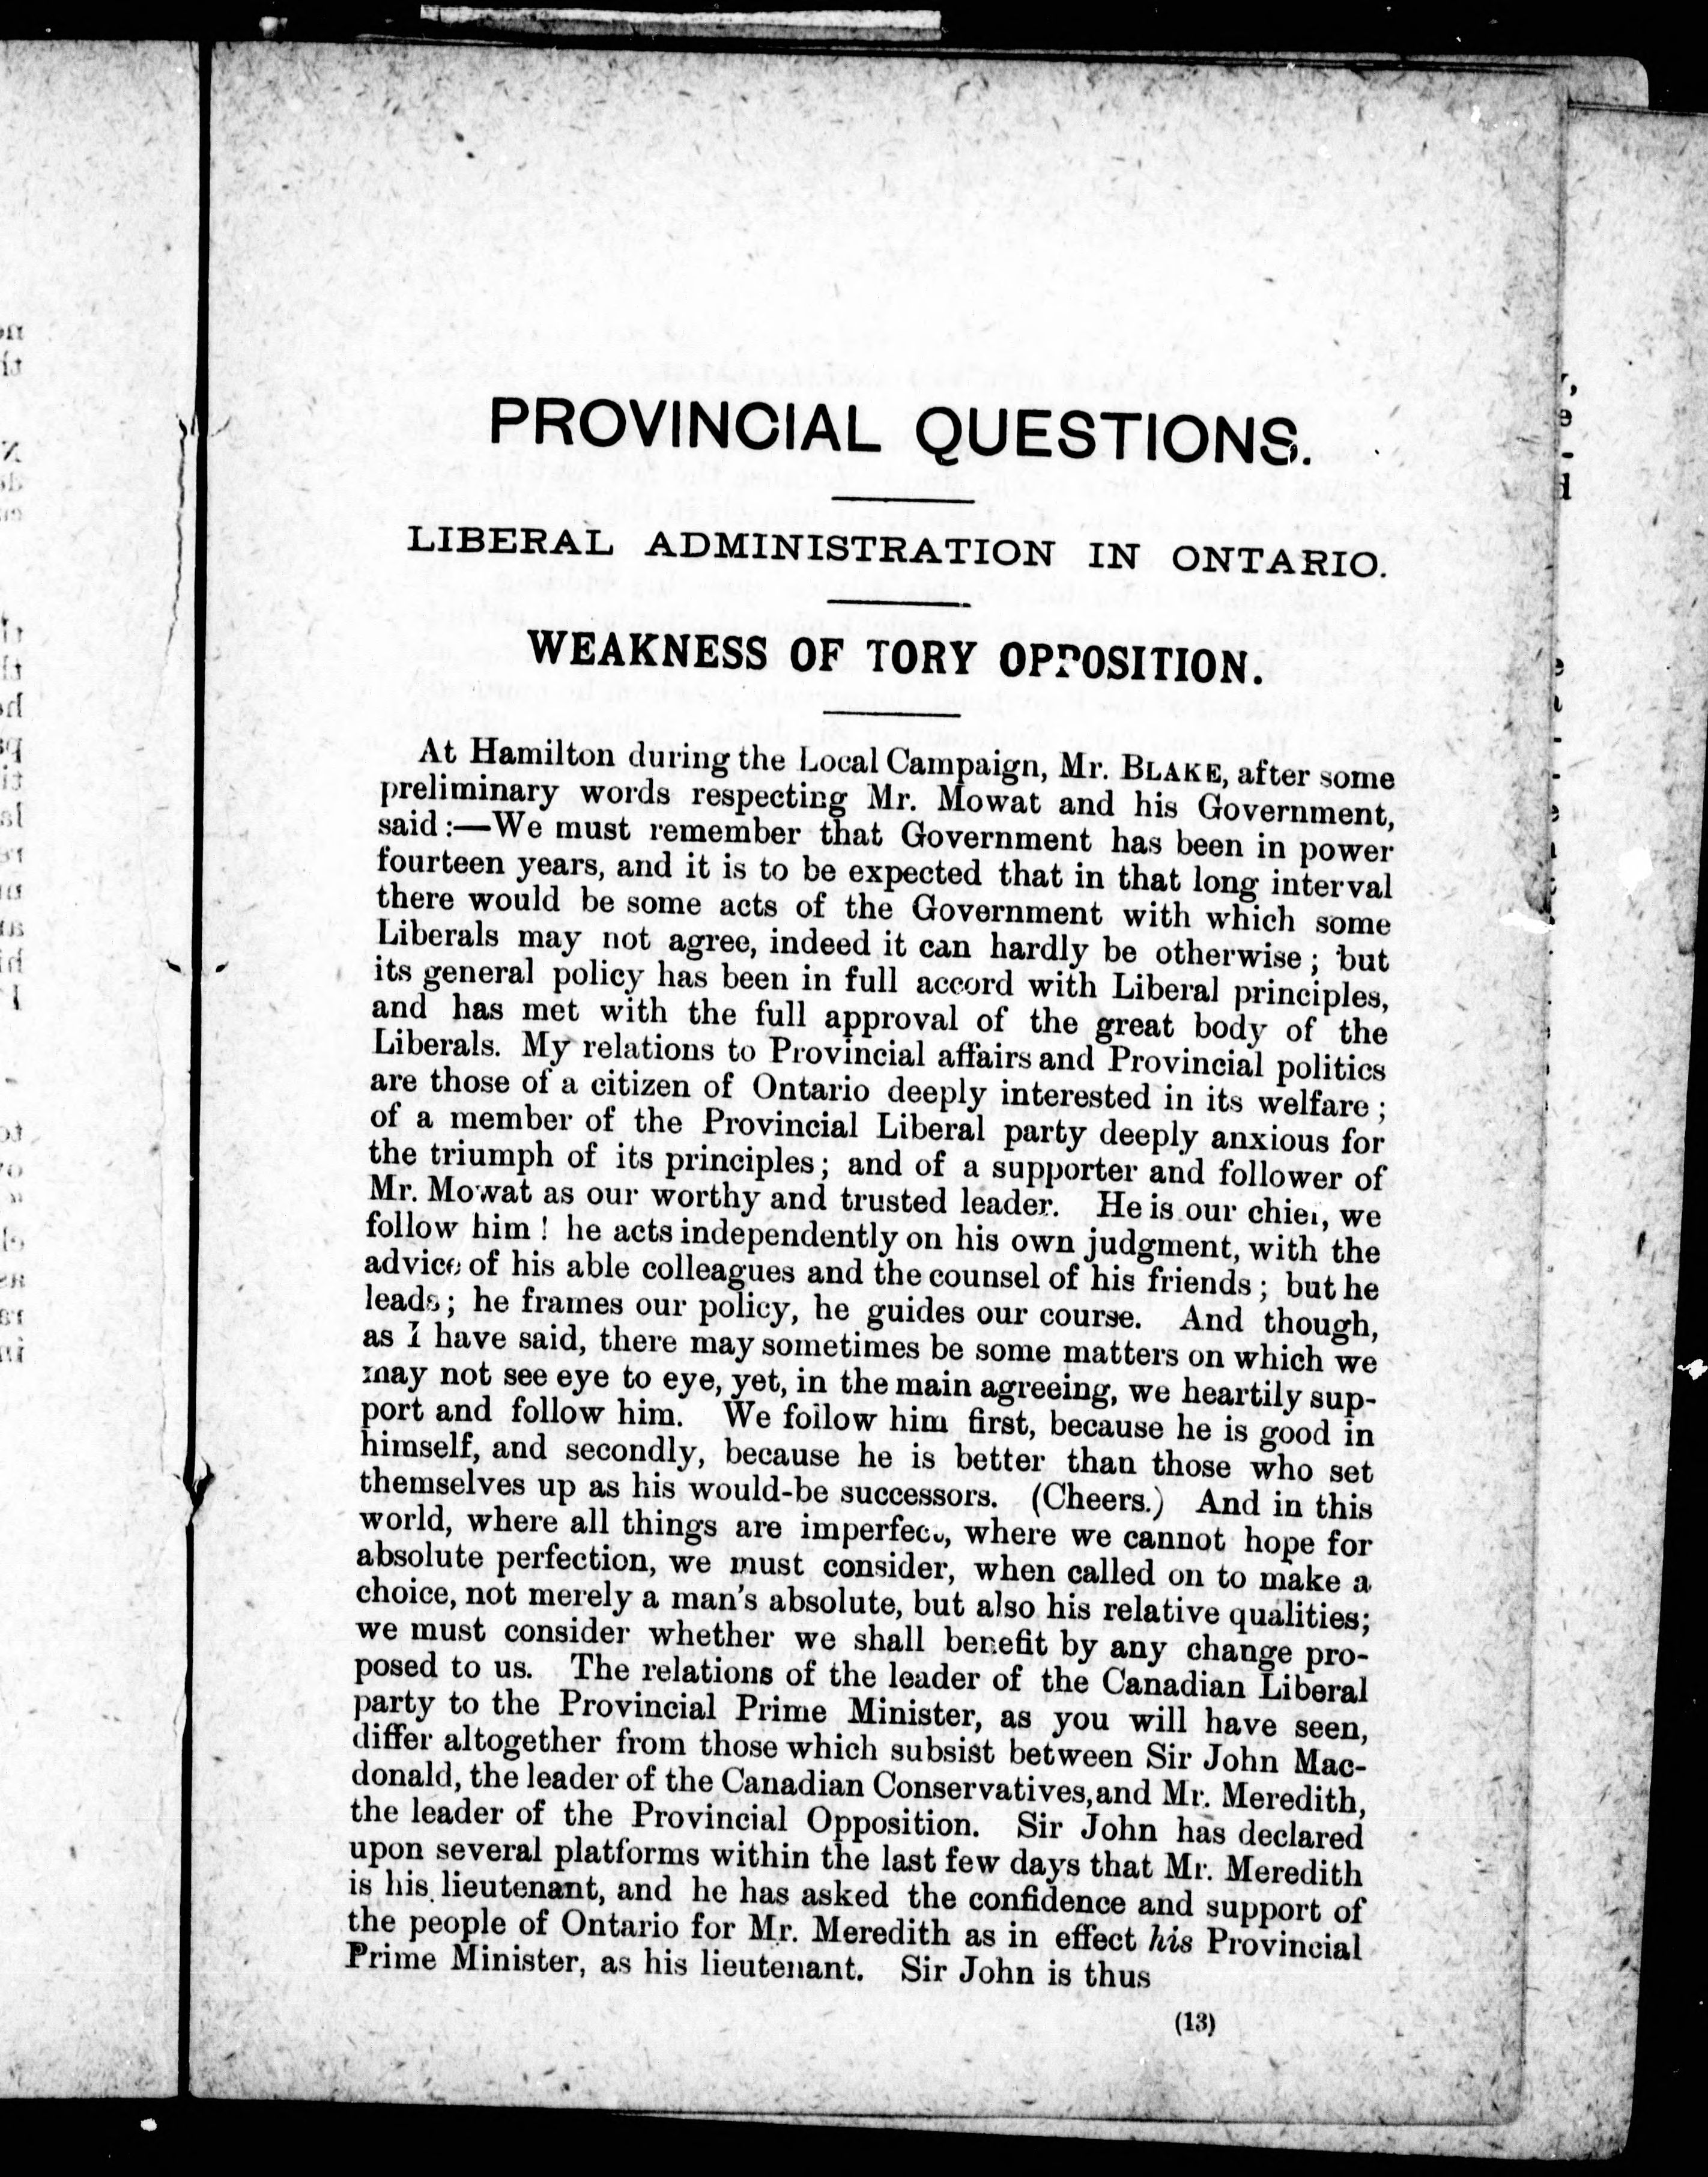 PROVINCIAL QUESTIONS.
LIBERAL ADMINISTRATION IN ONTARIO.
WEAKNESS OF TORY OPPOSITION.
At Hamilton during the Local Campaign, Mr. BLAKE, after some
preliminary words respecting Mr. Mowat and his Government,
said:—We must remember that Government has been in power
fourteen years, and it is to be expected that in that long interval
there would be some acts of the Government with which some
Liberals may not agree, indeed it can hardly be otherwise; but
its general policy has been in full accord with Liberal principles,
and has met with the full approval of the great body of the
Liberals. My relations to Provincial affairs and Provincial politics
are those of a citizen of Ontario deeply interested in its welfare;
of a member of the Provincial Liberal party deeply anxious for
the triumph of its principles; and of a supporter and follower of
Mr. Mowat as our worthy and trusted leader. He is our chief, we
follow him! he acts independently on his own judgment, with the
advice of his able colleagues and the counsel of his friends; but he
leads; he frames our policy, he guides our course. And though,
as I have said, there may sometimes be some matters on which we
may not see eye to eye, yet, in the main agreeing, we heartily sup-
port and follow him. We follow him first, because he is good in
himself, and secondly, because he is better than those who set
themselves up as his would-be successors. (Cheers.) And in this
world, where all things are imperfect, where we cannot hope for
absolute perfection, we must consider, when called on to make a
choice, not merely a man's absolute, but also his relative qualities;
we must consider whether we shall benefit by any change pro-
posed to us. The relations of the leader of the Canadian Liberal
party to the Provincial Prime Minister, as you will have seen,
differ altogether from those which subsist between Sir John Mac-
donald, the leader of the Canadian Conservatives, and Mr. Meredith,
the leader of the Provincial Opposition. Sir John has declared
upon several platforms within the last few days that Mr. Meredith
is his lieutenant, and he has asked the confidence and support of
the people of Ontario for Mr. Meredith as in effect his Provincial
Prime Minister, as his lieutenant. Sir John is thus
(13)